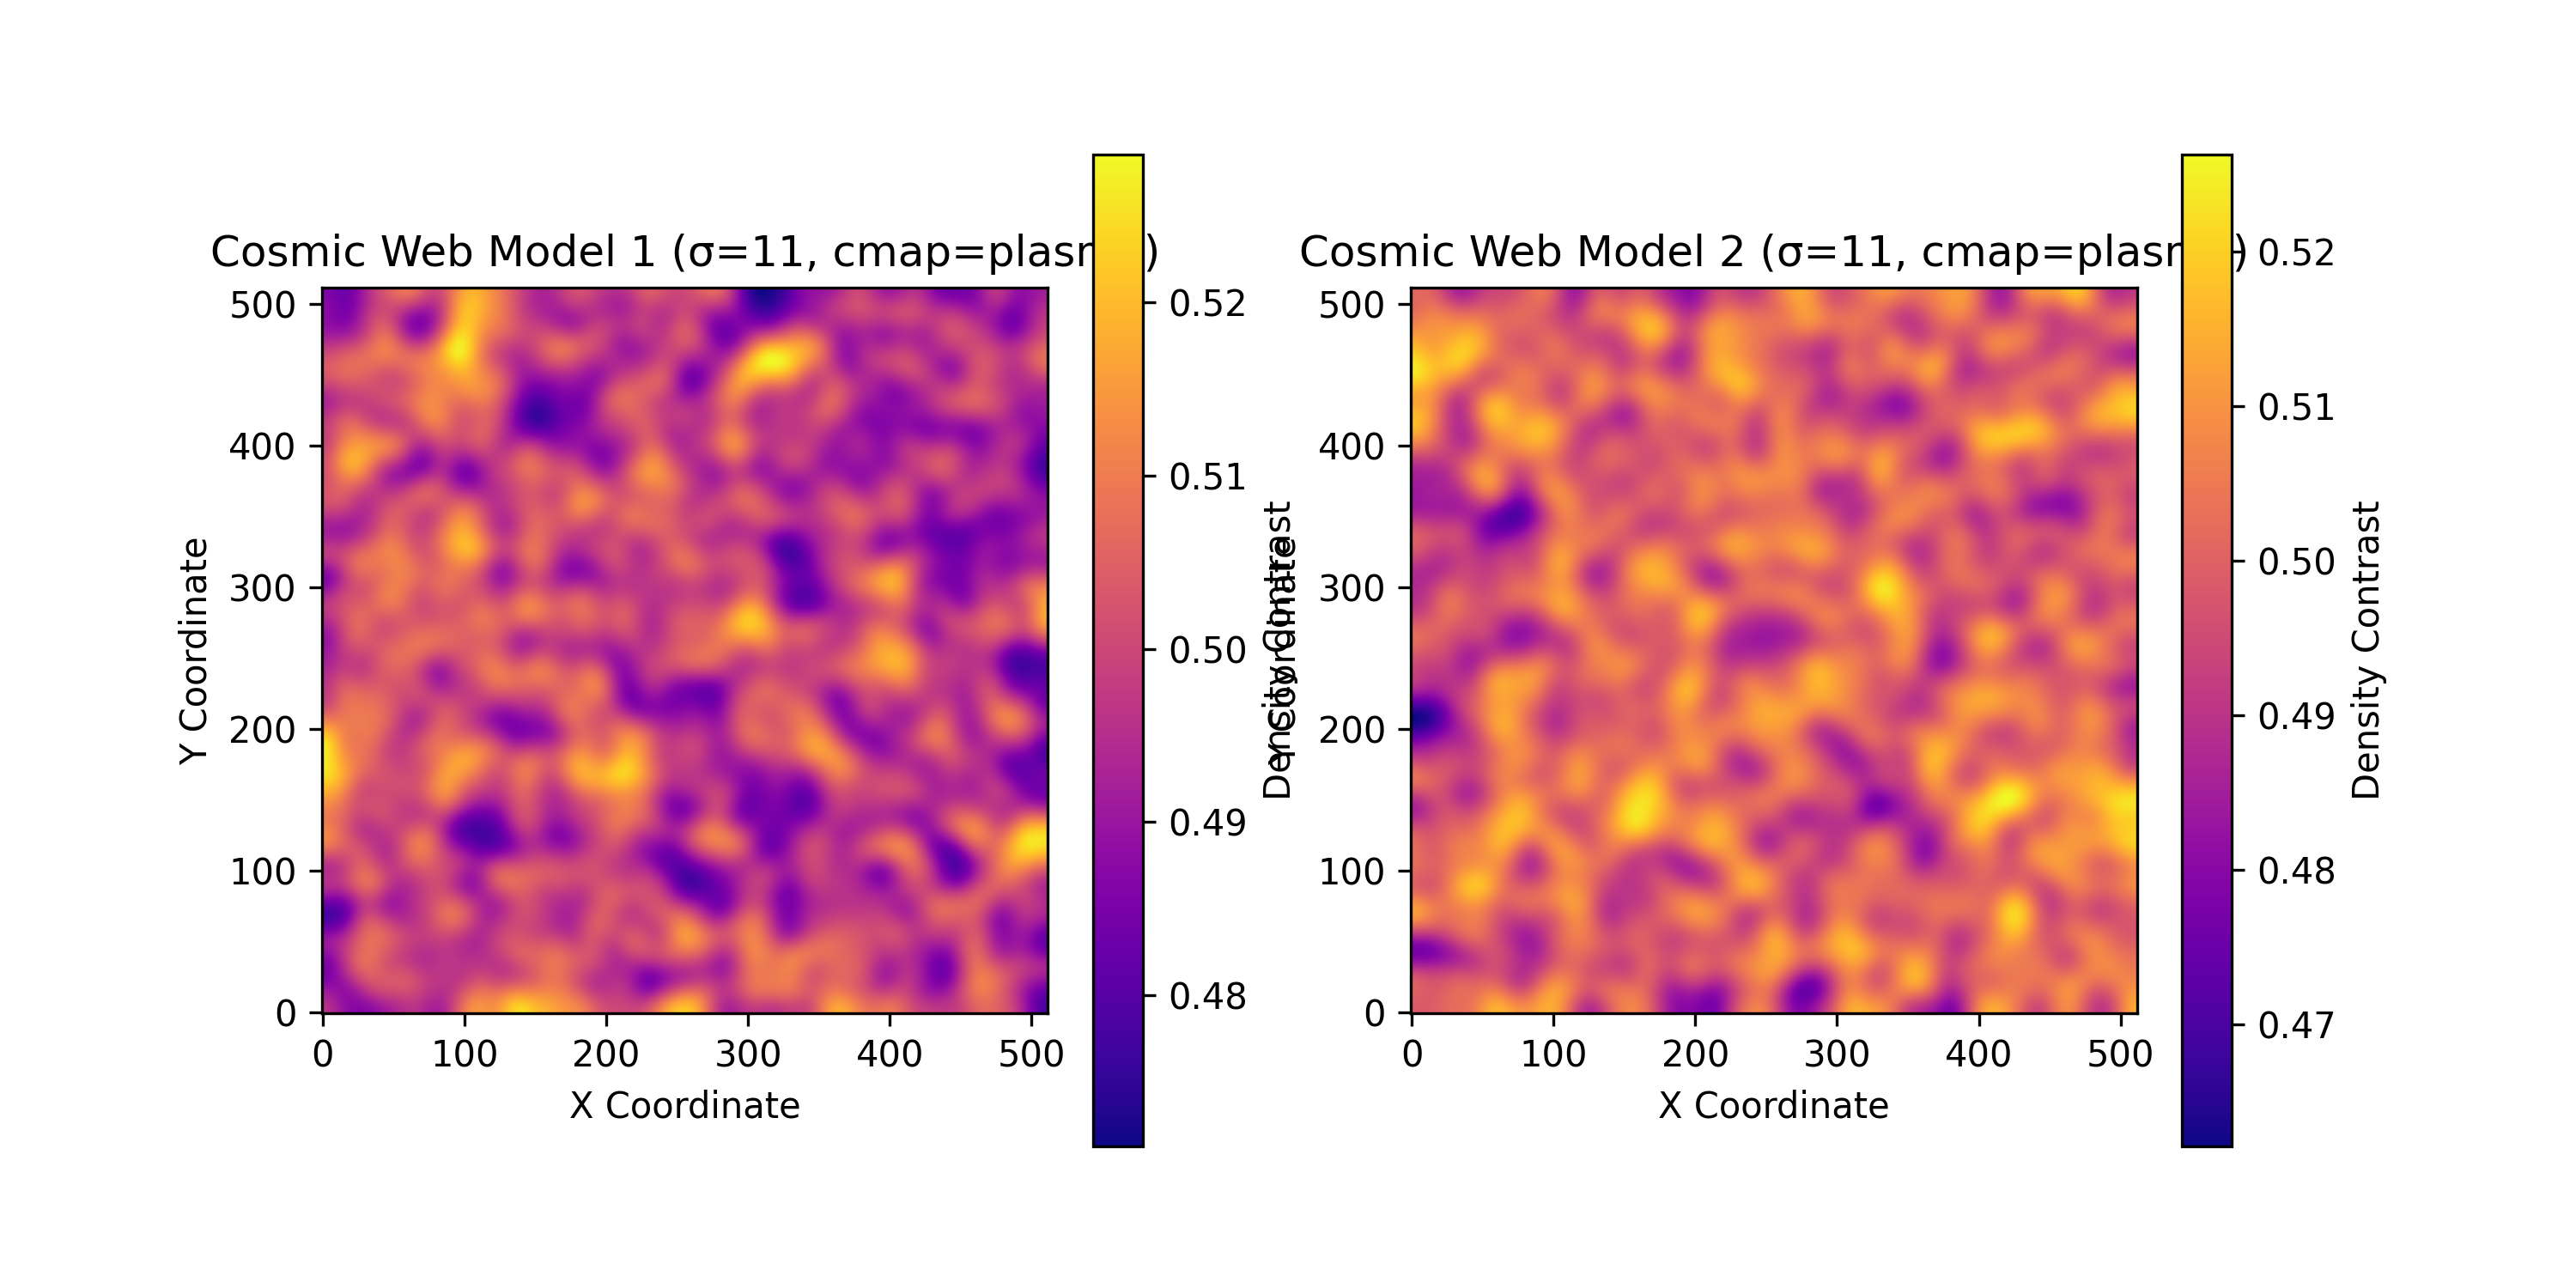 Cosmic Web Model 1 (σ=11, cmap=plasm)
Y Coordinate
500
400
300
200
100
0
0 100 200 300 400 500
X Coordinate
0.52
0.51
0.50
0.49
0.48
Density Contrast
Cosmic Web Model 2 (σ=11, cmap=plasm)
Y Coordinate
500
400
300
200
100
0
0 100 200 300 400 500
X Coordinate
0.52
0.51
0.50
0.49
0.48
0.47
Density Contrast